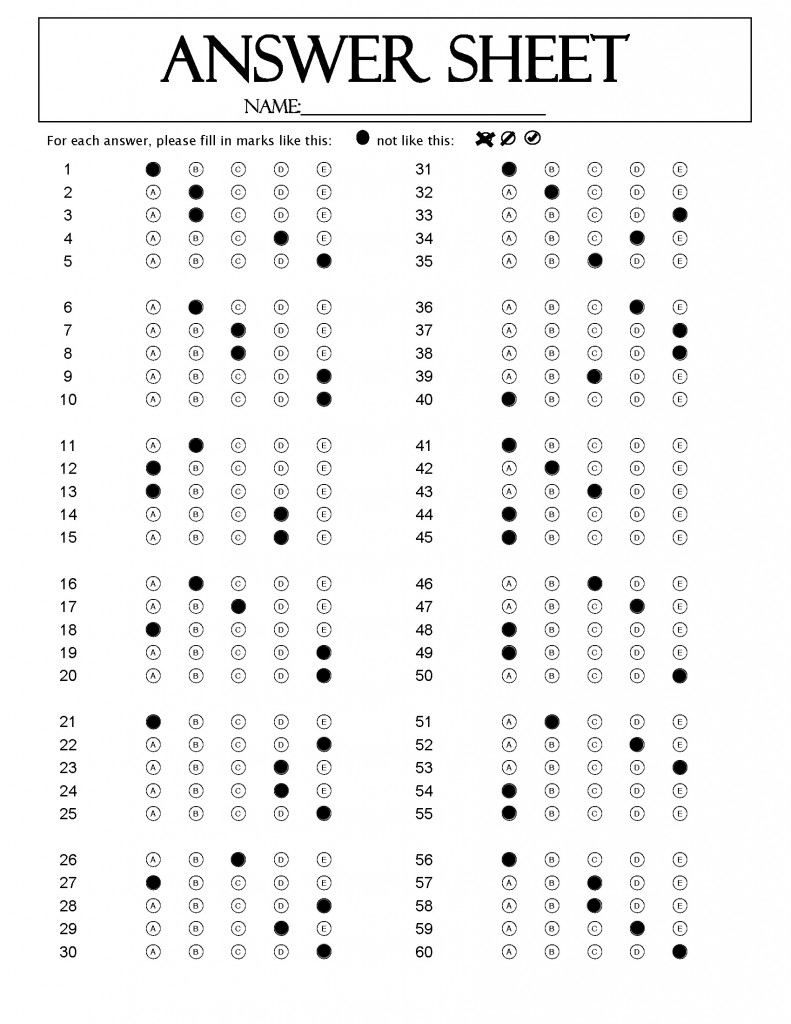 ANSWER SHEET
NAME:
For each answer, please fill in marks like this: not like this:
1 B C D E
2 A C D E
3 A C D E
4 A B C E
5 A B C D
6 A C D E
7 A B D E
8 A B D E
9 A B C D
10 A B C D
11 A C D E
12 B C D E
13 B C D E
14 A B C E
15 A B C E
16 A C D E
17 A B D E
18 B C D E
19 A B C D
20 A B C D
21 B C D E
22 A B C D
23 A B C E
24 A B C E
25 A B C D
26 A B D E
27 B C D E
28 A B C D
29 A B C E
30 A B C D
31 B C D E
32 A C D E
33 A B C D
34 A B C E
35 A B D E
36 A B C E
37 A B C D
38 A B C D
39 A B D E
40 B C D E
41 B C D E
42 A C D E
43 A B D E
44 B C D E
45 B C D E
46 A B D E
47 A B C E
48 B C D E
49 B C D E
50 A B C D
51 A C D E
52 A B C E
53 A B C D
54 B C D E
55 B C D E
56 B C D E
57 A B D E
58 A B D E
59 A B C E
60 A B C D